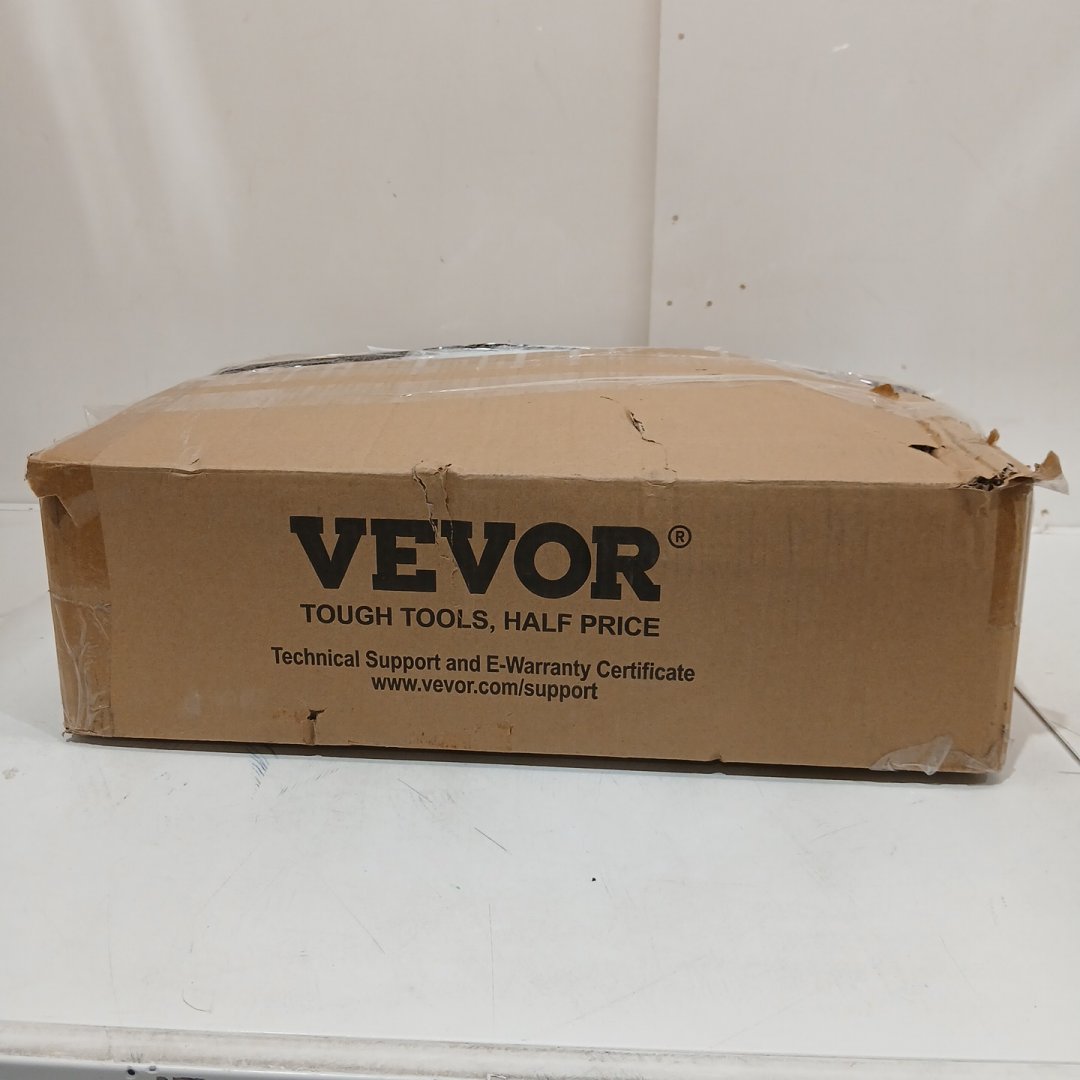 VEVOR®
TOUGH TOOLS, HALF PRICE
Technical Support and E-Warranty Certificate
www.vevor.com/support